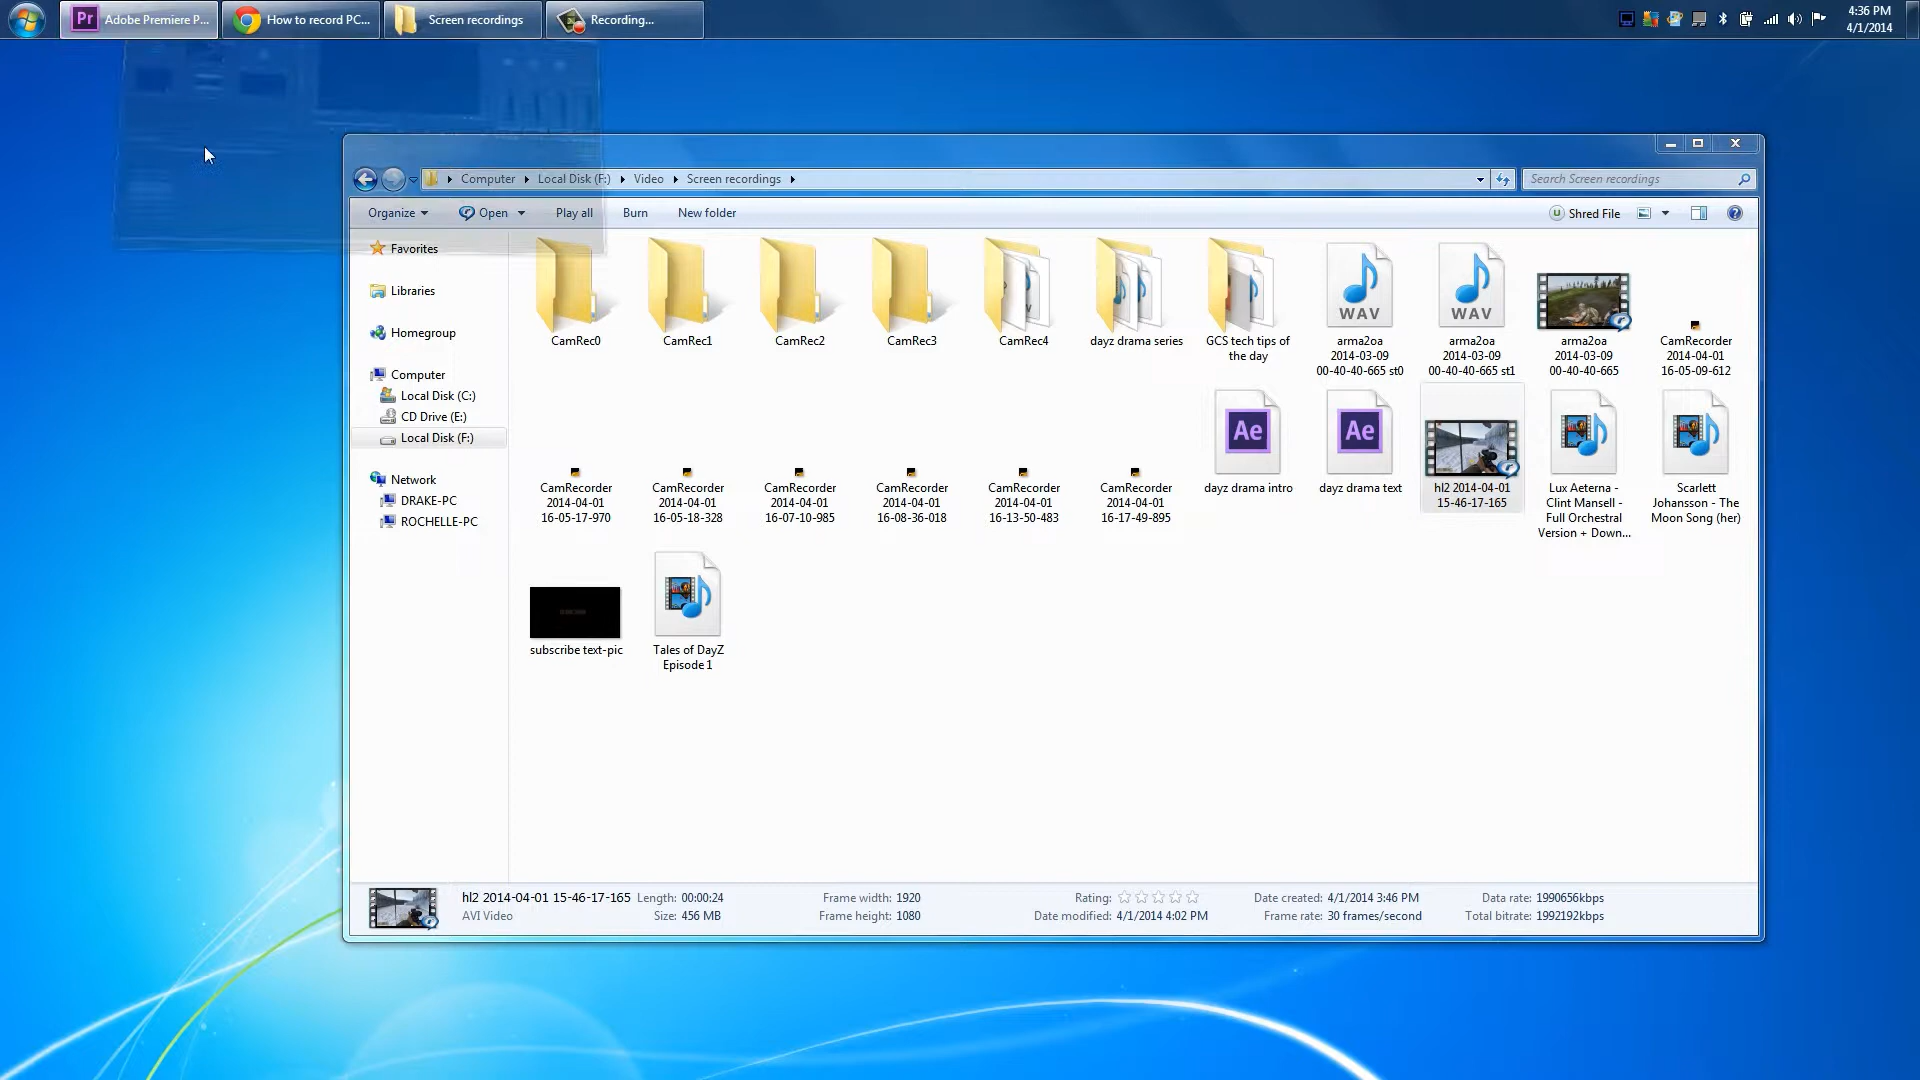 Pr Adobe Premiere P...
How to record PC...
Screen recordings
Recording...
4:36 PM
4/1/2014
Computer
Local Disk (F:)
Video
Screen recordings
Search Screen recordings
Organize
Open
Play all
Burn
New folder
Shred File
Favorites
Libraries
Homegroup
Computer
Local Disk (C:)
CD Drive (E:)
Local Disk (F:)
Network
DRAKE-PC
ROCHELLE-PC
CamRec0
CamRec1
CamRec2
CamRec3
CamRec4
dayz drama series
GCS tech tips of
the day
WAV
arma2oa
2014-03-09
00-40-40-665 st0
WAV
arma2oa
2014-03-09
00-40-40-665 st1
arma2oa
2014-03-09
00-40-40-665
CamRecorder
2014-04-01
16-05-09-612
CamRecorder
2014-04-01
16-05-17-970
CamRecorder
2014-04-01
16-05-18-328
CamRecorder
2014-04-01
16-07-10-985
CamRecorder
2014-04-01
16-08-36-018
CamRecorder
2014-04-01
16-13-50-483
CamRecorder
2014-04-01
16-17-49-895
Ae
dayz drama intro
Ae
dayz drama text
hl2 2014-04-01
15-46-17-165
Lux Aeterna -
Clint Mansell -
Full Orchestral
Version + Down...
Scarlett
Johansson - The
Moon Song (her)
subscribe text-pic
Tales of DayZ
Episode 1
hl2 2014-04-01 15-46-17-165
AVI Video
Length: 00:00:24
Size: 456 MB
Frame width: 1920
Frame height: 1080
Rating:
Date modified: 4/1/2014 4:02 PM
Date created: 4/1/2014 3:46 PM
Frame rate: 30 frames/second
Data rate: 1990656kbps
Total bitrate: 1992192kbps